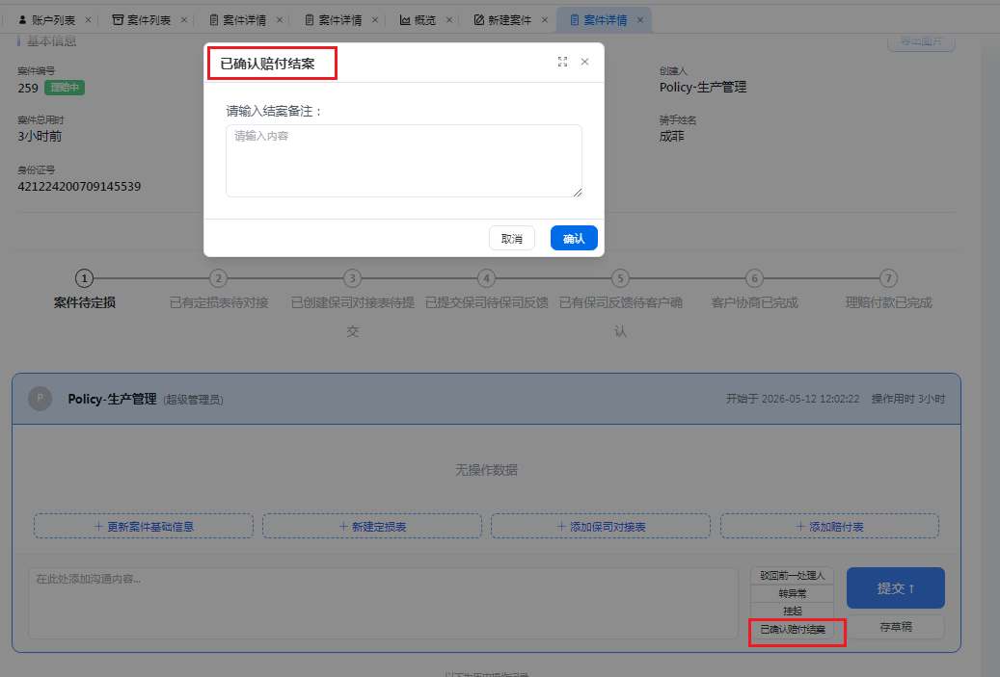 账户列表 × 案件列表 × 案件详情 × 案件详情 × 概览 × 新建案件 × 案件详情 ×
基本信息
导出图片
已确认赔付结案
案件编号
创建人
259 理赔中
Policy-生产管理
请输入结案备注：
案件总用时
骑手姓名
3小时前
成菲
请输入内容
身份证号
421224200709145539
取消 确认
1 2 3 4 5 6 7
案件待定损 已有定损表待对接 已创建保司对接表待提交 已提交保司待保司反馈 已有保司反馈待客户确认 客户协商已完成 理赔付款已完成
P Policy-生产管理 (超级管理员) 开始于 2026-05-12 12:02:22 操作用时 3小时
无操作数据
+ 更新案件基础信息 + 新建定损表 + 添加保司对接表 + 添加赔付表
在此处添加沟通内容...
驳回前一处理人
转异常
挂起
已确认赔付结案
提交 ↑
存草稿